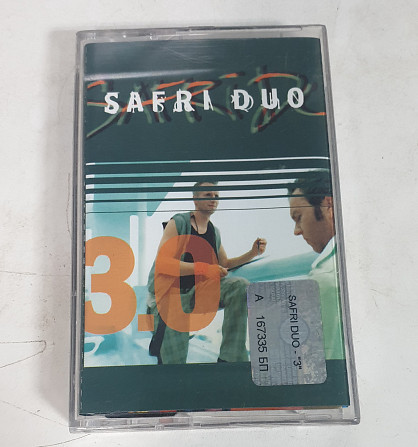 SAFRI DUO
3.0
SAFRI DUO - "3"
А 167335 БП